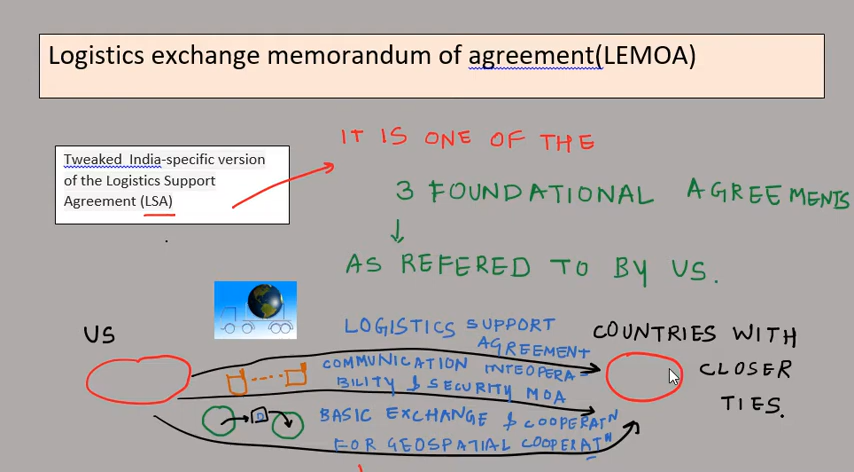 Logistics exchange memorandum of agreement(LEMOA)
IT IS ONE OF THE
Tweaked India-specific version
of the Logistics Support
Agreement (LSA)
3 FOUNDATIONAL AGREEMENTS
AS REFERED TO BY US.
US
LOGISTICS SUPPORT
AGREEMENT
COUNTRIES WITH
CLOSER
TIES.
COMMUNICATION INTEOPERA-
BILITY & SECURITY MOA
BASIC EXCHANGE & COOPERATN
FOR GEOSPATIAL COOPERATN